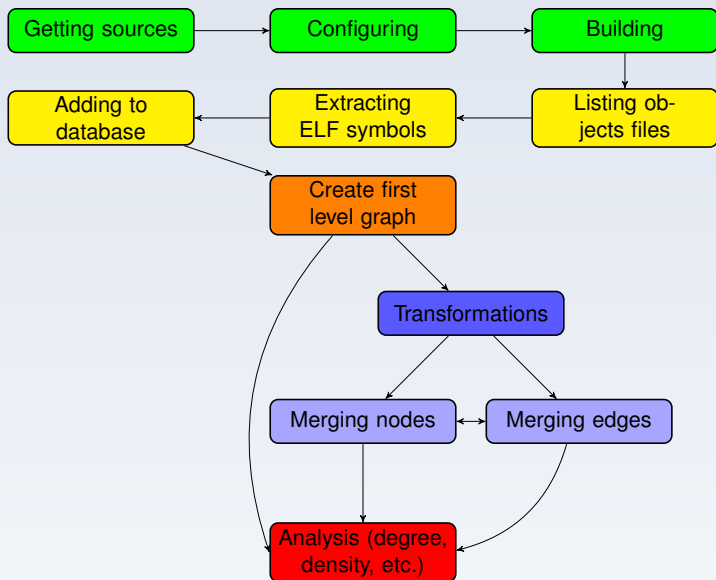 Getting sources
Configuring
Building
Adding to
database
Extracting
ELF symbols
Listing ob-
jects files
Create first
level graph
Transformations
Merging nodes
Merging edges
Analysis (degree,
density, etc.)